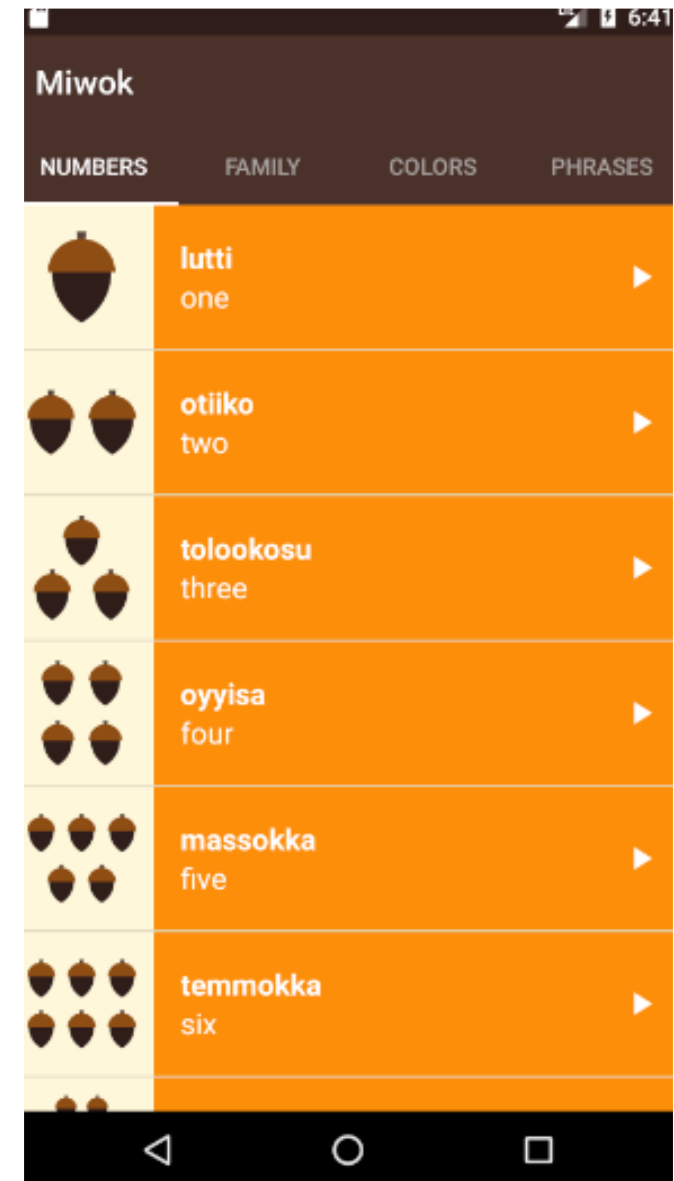 6:41
Miwok
NUMBERS FAMILY COLORS PHRASES
lutti
one
otiiko
two
tolookosu
three
oyyisa
four
massokka
five
temmokka
six